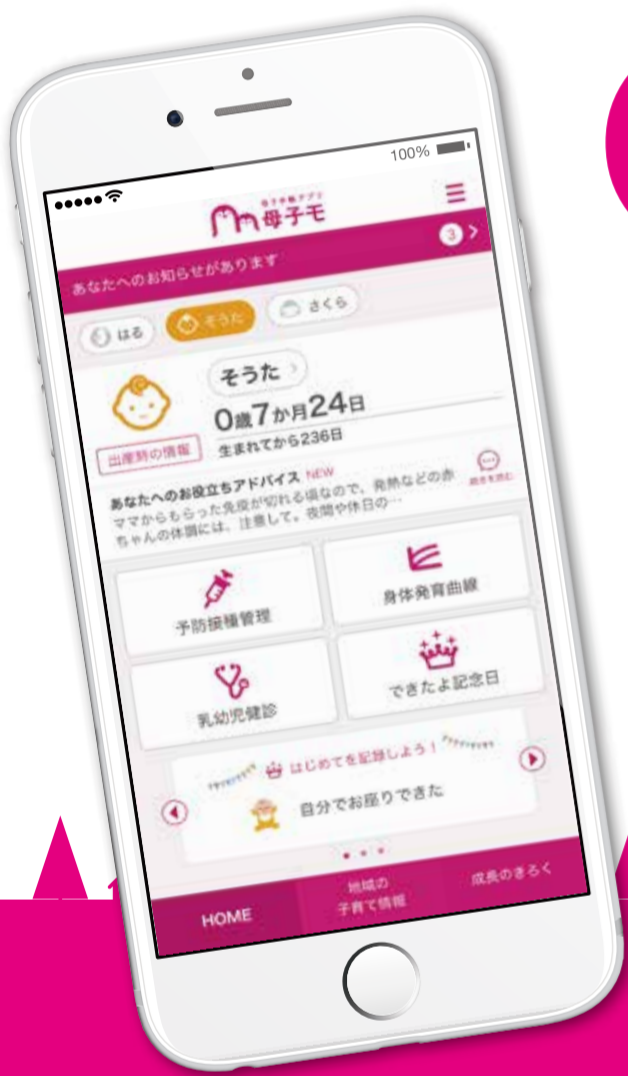 100%
母子手帳アプリ
母子モ
あなたへのお知らせがあります
3
はる
そうた
さくら
そうた
0歳7か月24日
生まれてから236日
出産時の情報
あなたへのお役立ちアドバイス NEW
ママからもらった免疫が切れる頃なので、発熱などの赤
ちゃんの体調には、注意して。夜間や休日の…
続きを読む
予防接種管理
身体発育曲線
乳幼児健診
できたよ記念日
はじめてを記録しよう！
自分でお座りできた
HOME
地域の
子育て情報
成長のきろく